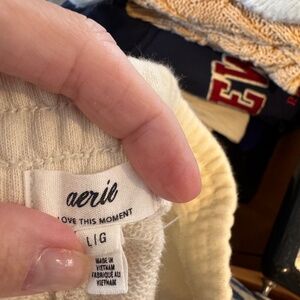 aerie
LOVE THIS MOMENT
L/G
MADE IN
VIETNAM
FABRIQUÉ AU
VIETNAM